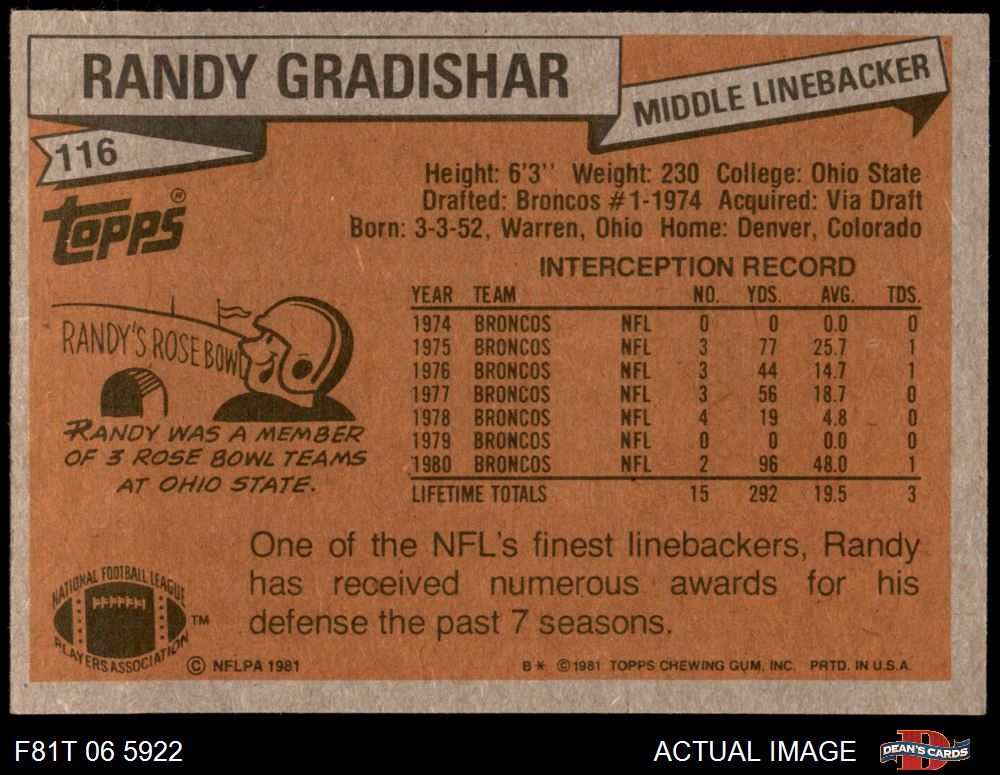 RANDY GRADISHAR
MIDDLE LINEBACKER
116
TOPPS®
Height: 6'3'' Weight: 230 College: Ohio State
Drafted: Broncos #1-1974 Acquired: Via Draft
Born: 3-3-52, Warren, Ohio Home: Denver, Colorado
INTERCEPTION RECORD
YEAR TEAM NO. YDS. AVG. TDS.
1974 BRONCOS NFL 0 0 0.0 0
1975 BRONCOS NFL 3 77 25.7 1
1976 BRONCOS NFL 3 44 14.7 1
1977 BRONCOS NFL 3 56 18.7 0
1978 BRONCOS NFL 4 19 4.8 0
1979 BRONCOS NFL 0 0 0.0 0
1980 BRONCOS NFL 2 96 48.0 1
LIFETIME TOTALS 15 292 19.5 3
RANDY'S ROSE BOWL
RANDY WAS A MEMBER
OF 3 ROSE BOWL TEAMS
AT OHIO STATE.
One of the NFL's finest linebackers, Randy
has received numerous awards for his
defense the past 7 seasons.
NATIONAL FOOTBALL LEAGUE
PLAYERS ASSOCIATION
TM
© NFLPA 1981
B* © 1981 TOPPS CHEWING GUM, INC. PRTD. IN U.S.A.
F81T 06 5922
ACTUAL IMAGE
D
DEAN'S CARDS